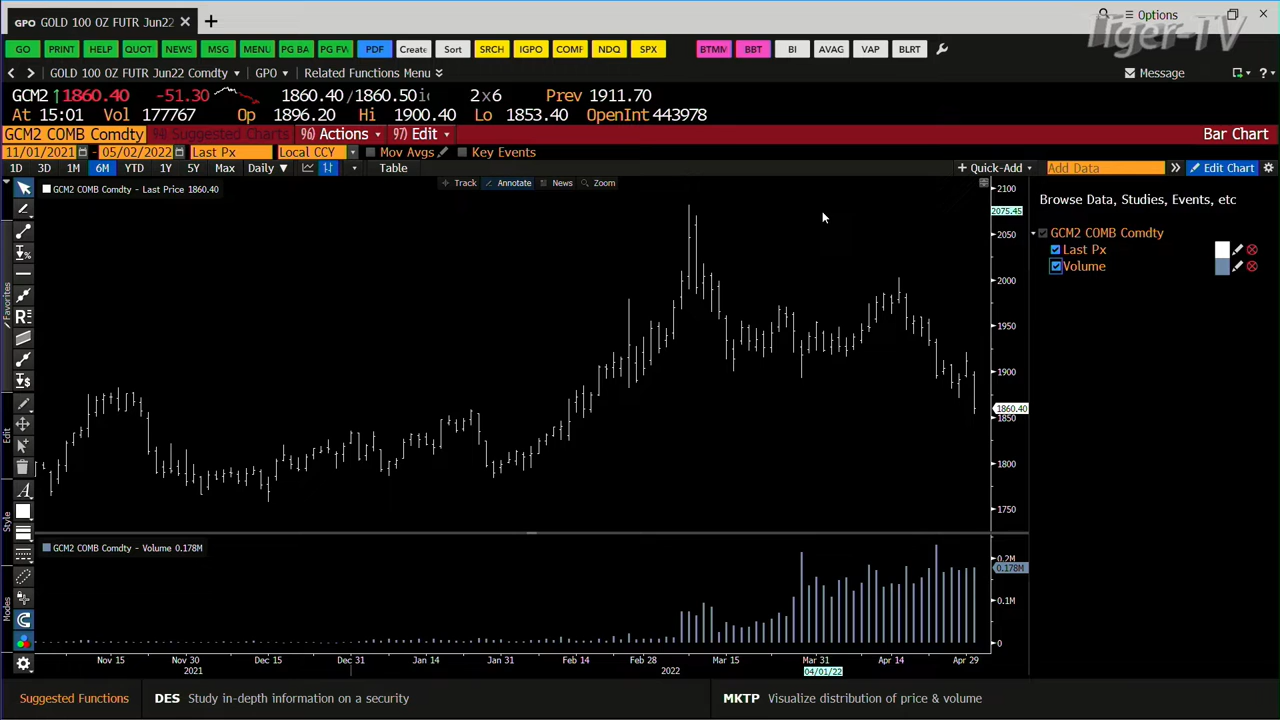 GPO GOLD 100 OZ FUTR Jun22
Options
Tiger-TV
GO PRINT HELP QUOT NEWS MSG MENU PG BA PG FW PDF Create Sort SRCH IGPO COMF NDQ SPX BTMM BBT BI AVAG VAP BLRT
GOLD 100 OZ FUTR Jun22 Comdty GPO Related Functions Menu Message ?
GCM2 ↑1860.40 -51.30 1860.40/1860.50 2x6 Prev 1911.70
At 15:01 Vol 177767 Op 1896.20 Hi 1900.40 Lo 1853.40 OpenInt 443978
GCM2 COMB Comdty 94) Suggested Charts 96) Actions 97) Edit Bar Chart
11/01/2021 - 05/02/2022 Last Px Local CCY Mov Avgs Key Events
1D 3D 1M 6M YTD 1Y 5Y Max Daily ▼ Table + Quick-Add Add Data » Edit Chart
GCM2 COMB Comdty - Last Price 1860.40
Track Annotate News Zoom
Browse Data, Studies, Events, etc
GCM2 COMB Comdty
Last Px
Volume
2100
2075.45
2050
2000
1950
1900
1860.40
1850
1800
1750
Favorites
Edit
Style
Modes
GCM2 COMB Comdty - Volume 0.178M
0.2M
0.178M
0.1M
0
Nov 15 Nov 30 Dec 15 Dec 31 Jan 14 Jan 31 Feb 14 Feb 28 Mar 15 Mar 31 Apr 14 Apr 29
2021 2022 04/01/22
Suggested Functions DES Study in-depth information on a security MKTP Visualize distribution of price & volume